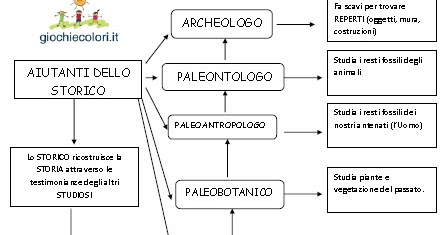 giochiecolori.it
AIUTANTI DELLO
STORICO
Lo STORICO ricostruisce la
STORIA attraverso le
testimonianze degli altri
STUDIOSI
ARCHEOLOGO
Fa scavi per trovare
REPERTI (oggetti, mura,
costruzioni)
PALEONTOLOGO
Studia i resti fossili degli
animali
PALEOANTROPOLOGO
Studia i resti fossili dei
nostri antenati (l'Uomo)
PALEOBOTANICO
Studia piante e
vegetazione del passato.